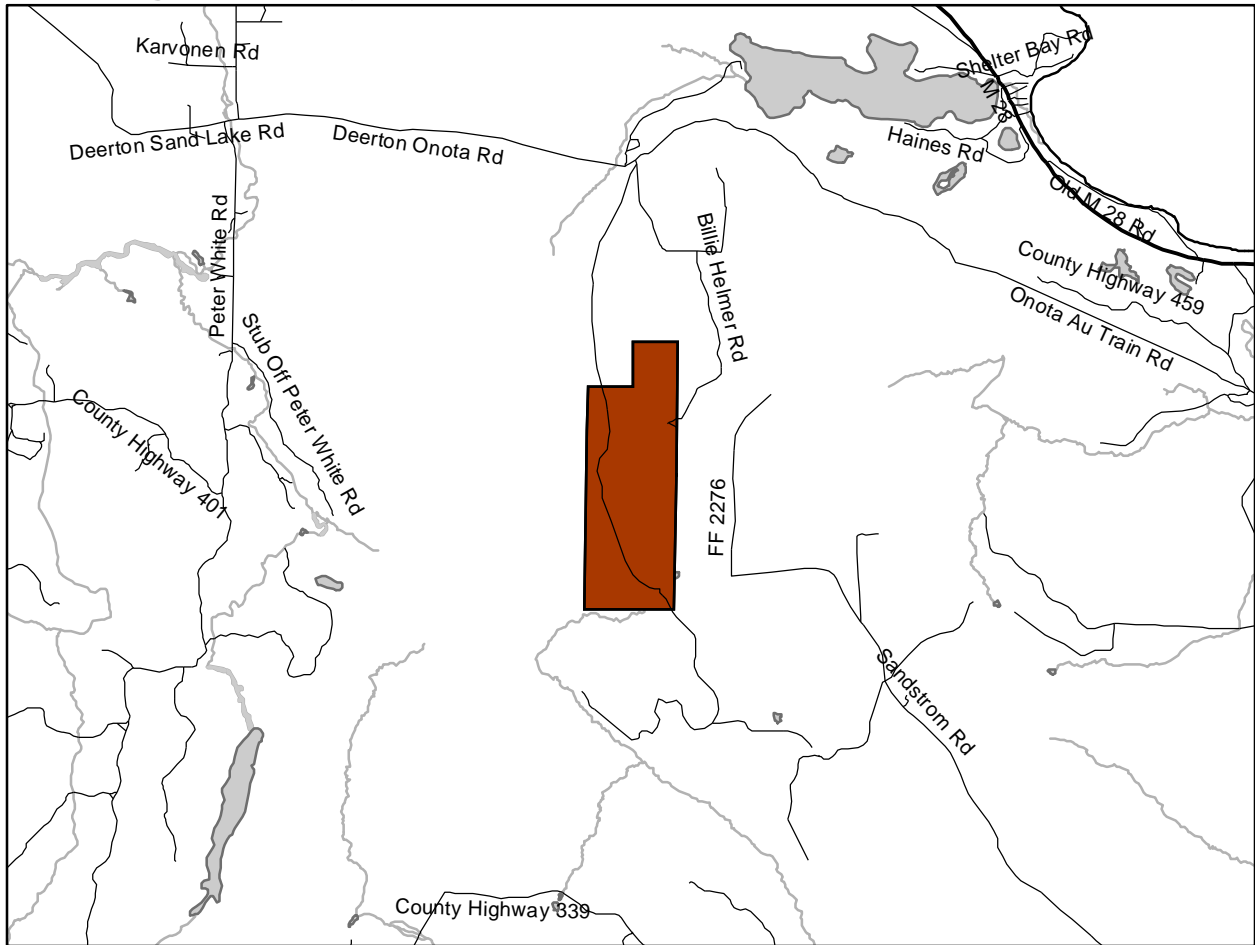 Karvonen Rd
Shelter Bay Rd
M 28
Deerton Sand Lake Rd
Deerton Onota Rd
Haines Rd
Old M 28 Rd
Peter White Rd
Billie Helmer Rd
County Highway 459
Onota Au Train Rd
Stub Off Peter White Rd
County Highway 401
FF 2276
Sandstrom Rd
County Highway 339